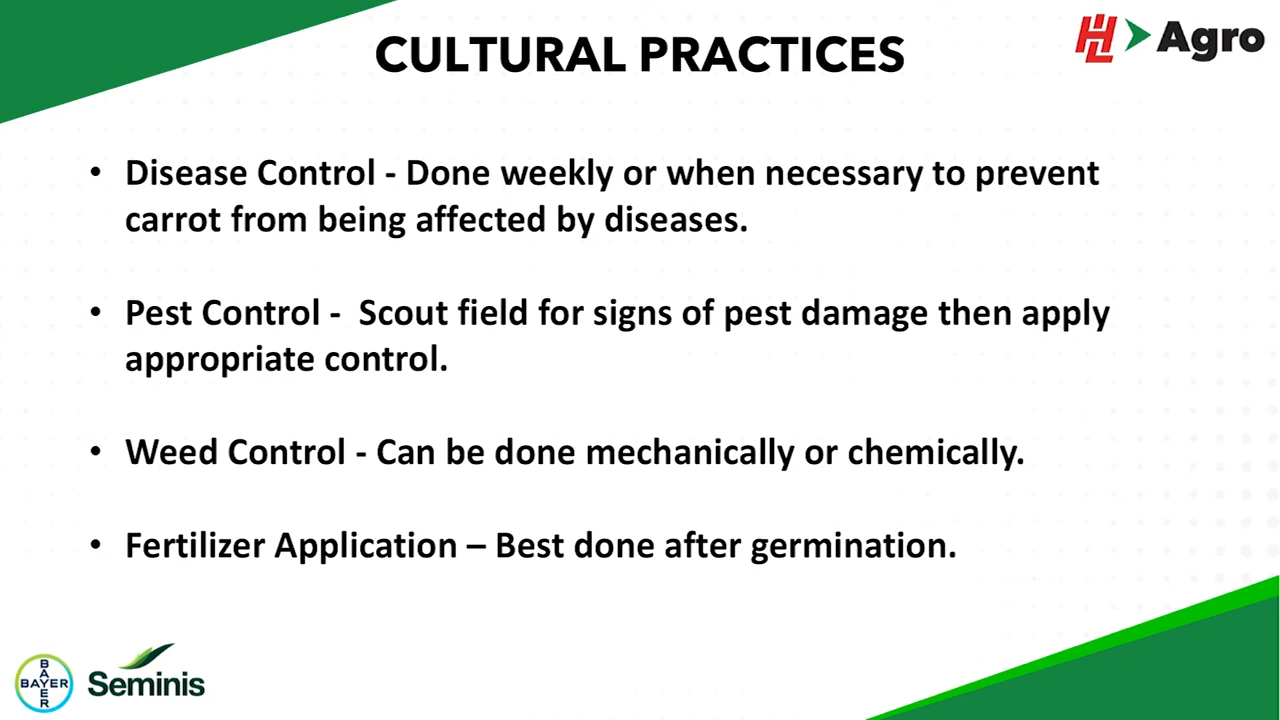 CULTURAL PRACTICES
HHL Agro
• Disease Control - Done weekly or when necessary to prevent
carrot from being affected by diseases.
• Pest Control -  Scout field for signs of pest damage then apply
appropriate control.
• Weed Control - Can be done mechanically or chemically.
• Fertilizer Application – Best done after germination.
BAYER
BAYER
Seminis